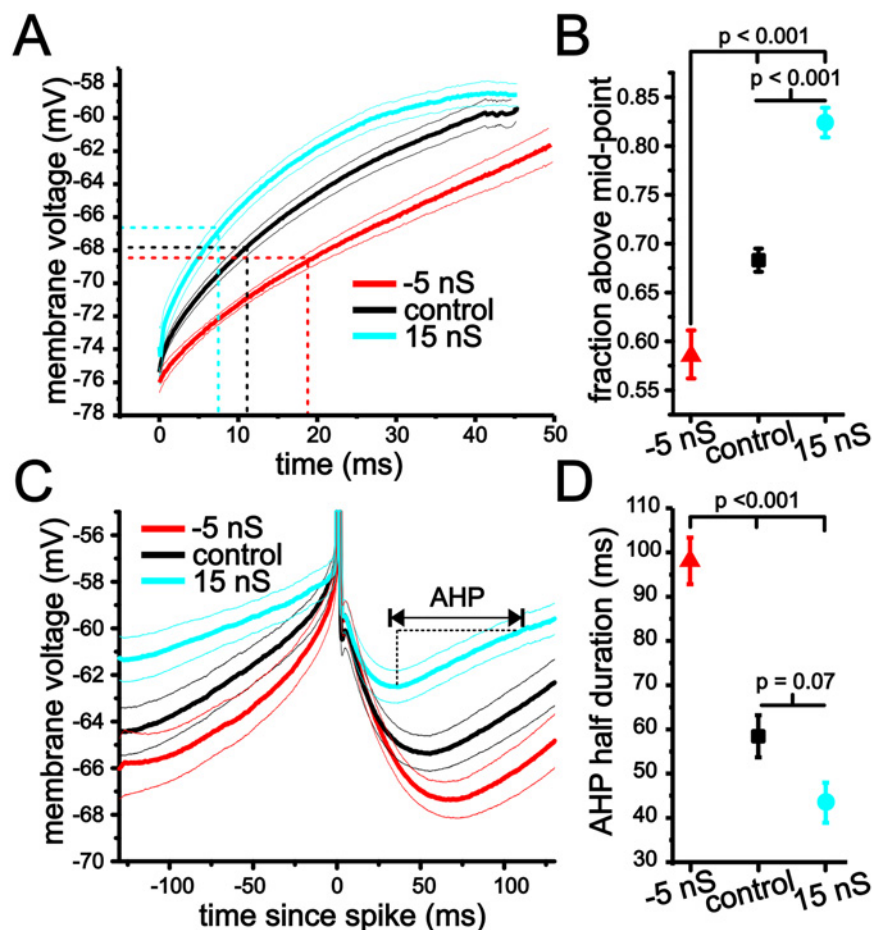 A
membrane voltage (mV)
-58
-60
-62
-64
-66
-68
-70
-72
-74
-76
-78
-5 nS
control
15 nS
0
10
20
30
40
50
time (ms)
B
p < 0.001
p < 0.001
fraction above mid-point
0.85
0.80
0.75
0.70
0.65
0.60
0.55
-5 nS
control
15 nS
C
membrane voltage (mV)
-56
-58
-60
-62
-64
-66
-68
-70
-5 nS
control
15 nS
AHP
-100
-50
0
50
100
time since spike (ms)
D
p <0.001
p = 0.07
AHP half duration (ms)
110
100
90
80
70
60
50
40
30
-5 nS
control
15 nS